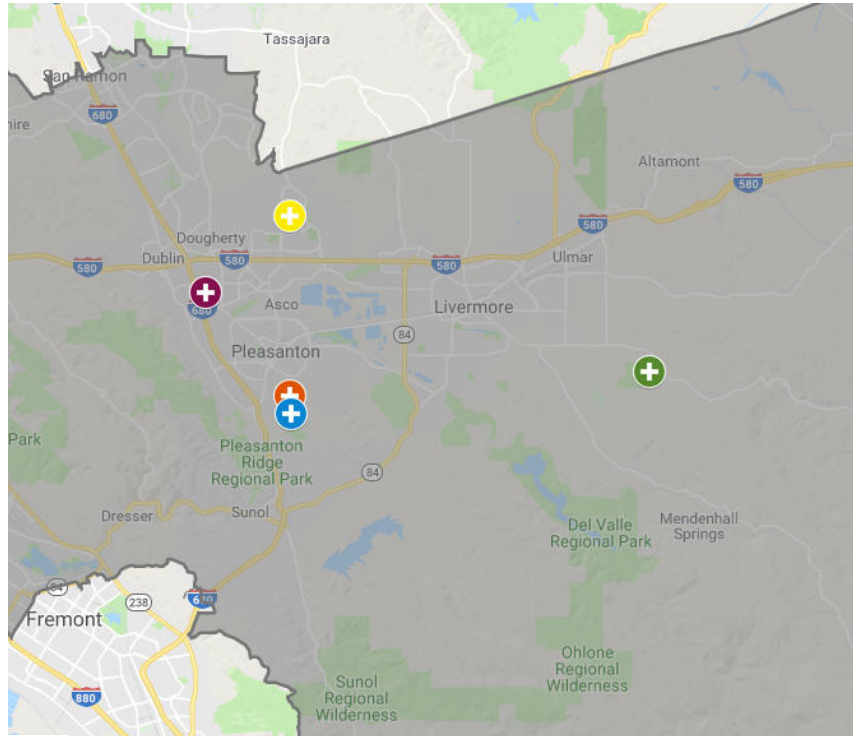 Tassajara
San Ramon
680
hire
Altamont
580
580
Dougherty
Dublin
580
580
580
Ulmar
680
Asco
Livermore
84
Pleasanton
Park
Pleasanton
Ridge
Regional Park
84
Dresser
Sunol
Del Valle
Regional Park
Mendenhall
Springs
84
238
680
Fremont
880
Sunol
Regional
Wilderness
Ohlone
Regional
Wilderness